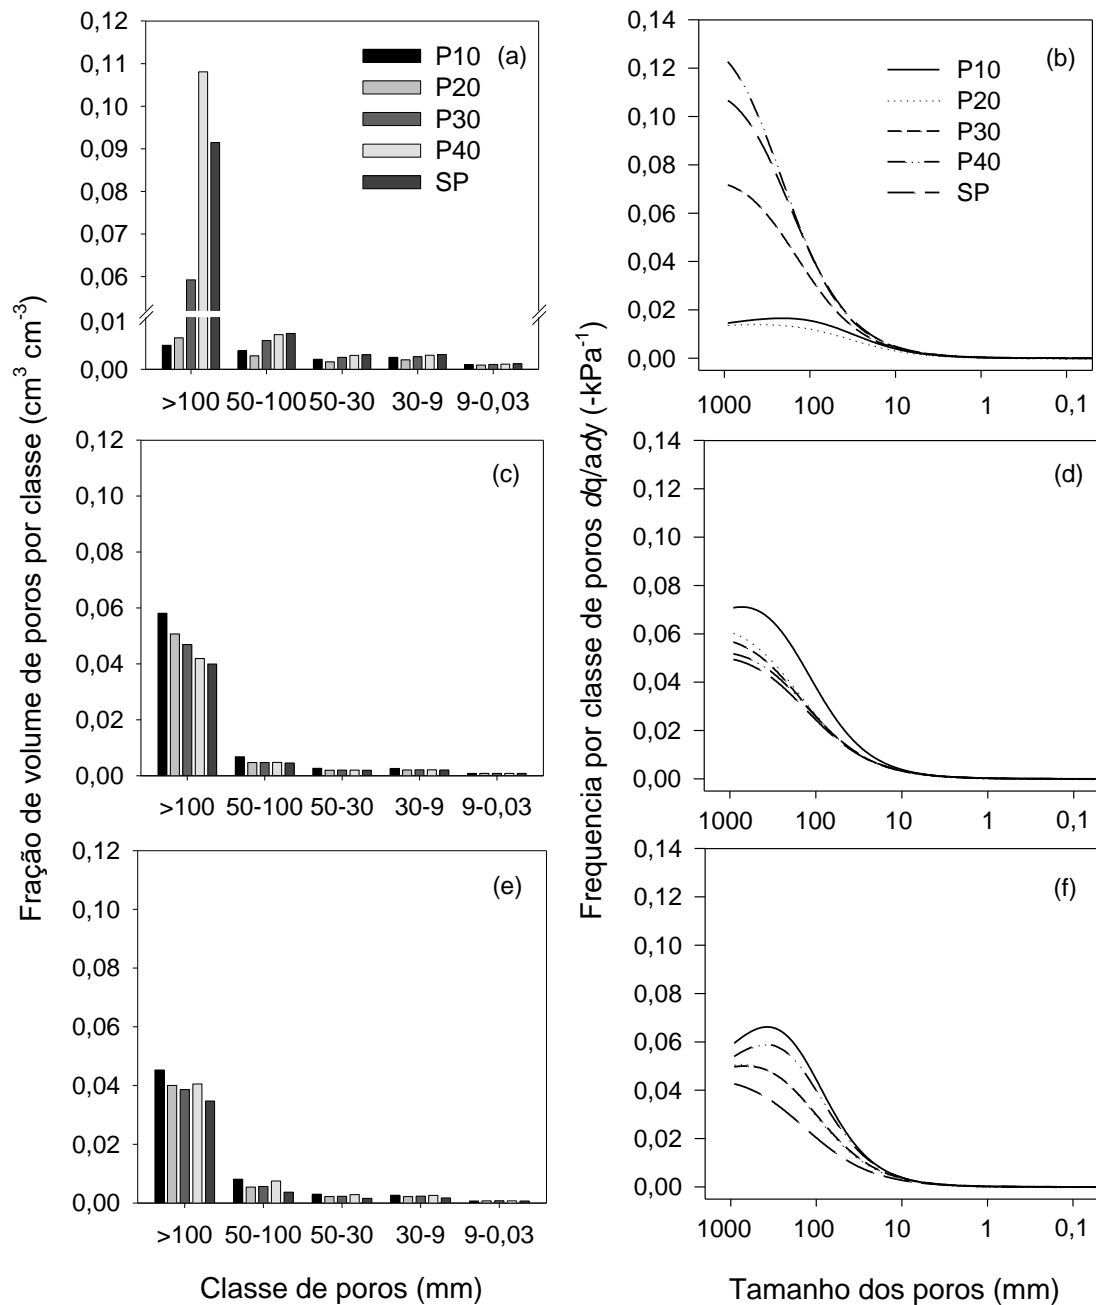 Fração de volume de poros por classe (cm³ cm⁻³)
0,12
0,11
0,10
0,09
0,08
0,07
0,06
0,01
0,00
(a)
P10
P20
P30
P40
SP
>100 50-100 50-30 30-9 9-0,03
Frequencia por classe de poros dq/ady (-kPa⁻¹)
0,14
0,12
0,10
0,08
0,06
0,04
0,02
0,00
(b)
P10
P20
P30
P40
SP
1000 100 10 1 0,1
0,12
0,10
0,08
0,06
0,04
0,02
0,00
(c)
>100 50-100 50-30 30-9 9-0,03
0,14
0,12
0,10
0,08
0,06
0,04
0,02
0,00
(d)
1000 100 10 1 0,1
0,12
0,10
0,08
0,06
0,04
0,02
0,00
(e)
>100 50-100 50-30 30-9 9-0,03
Classe de poros (mm)
0,14
0,12
0,10
0,08
0,06
0,04
0,02
0,00
(f)
1000 100 10 1 0,1
Tamanho dos poros (mm)